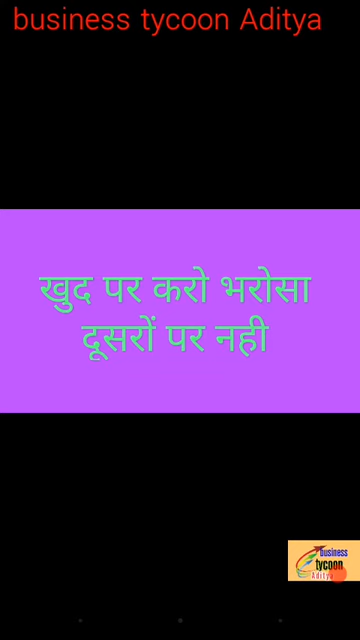 business tycoon Aditya
खुद पर करो भरोसा
दूसरों पर नही
business
tycoon
Aditya